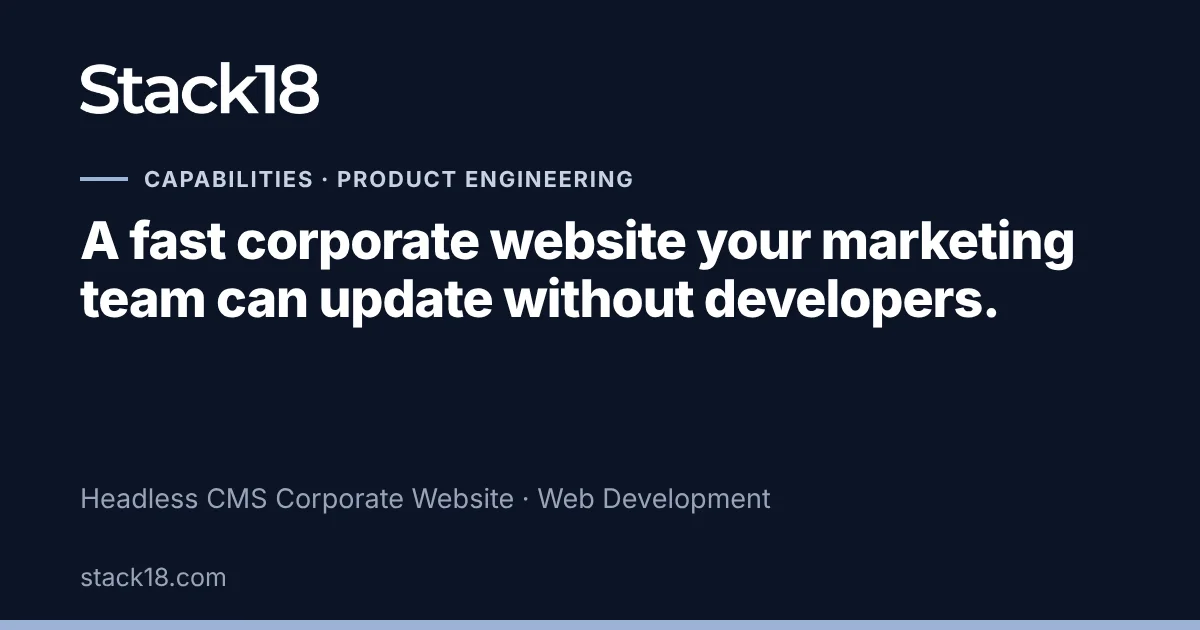 Stack18
CAPABILITIES · PRODUCT ENGINEERING
A fast corporate website your marketing
team can update without developers.
Headless CMS Corporate Website · Web Development
stack18.com